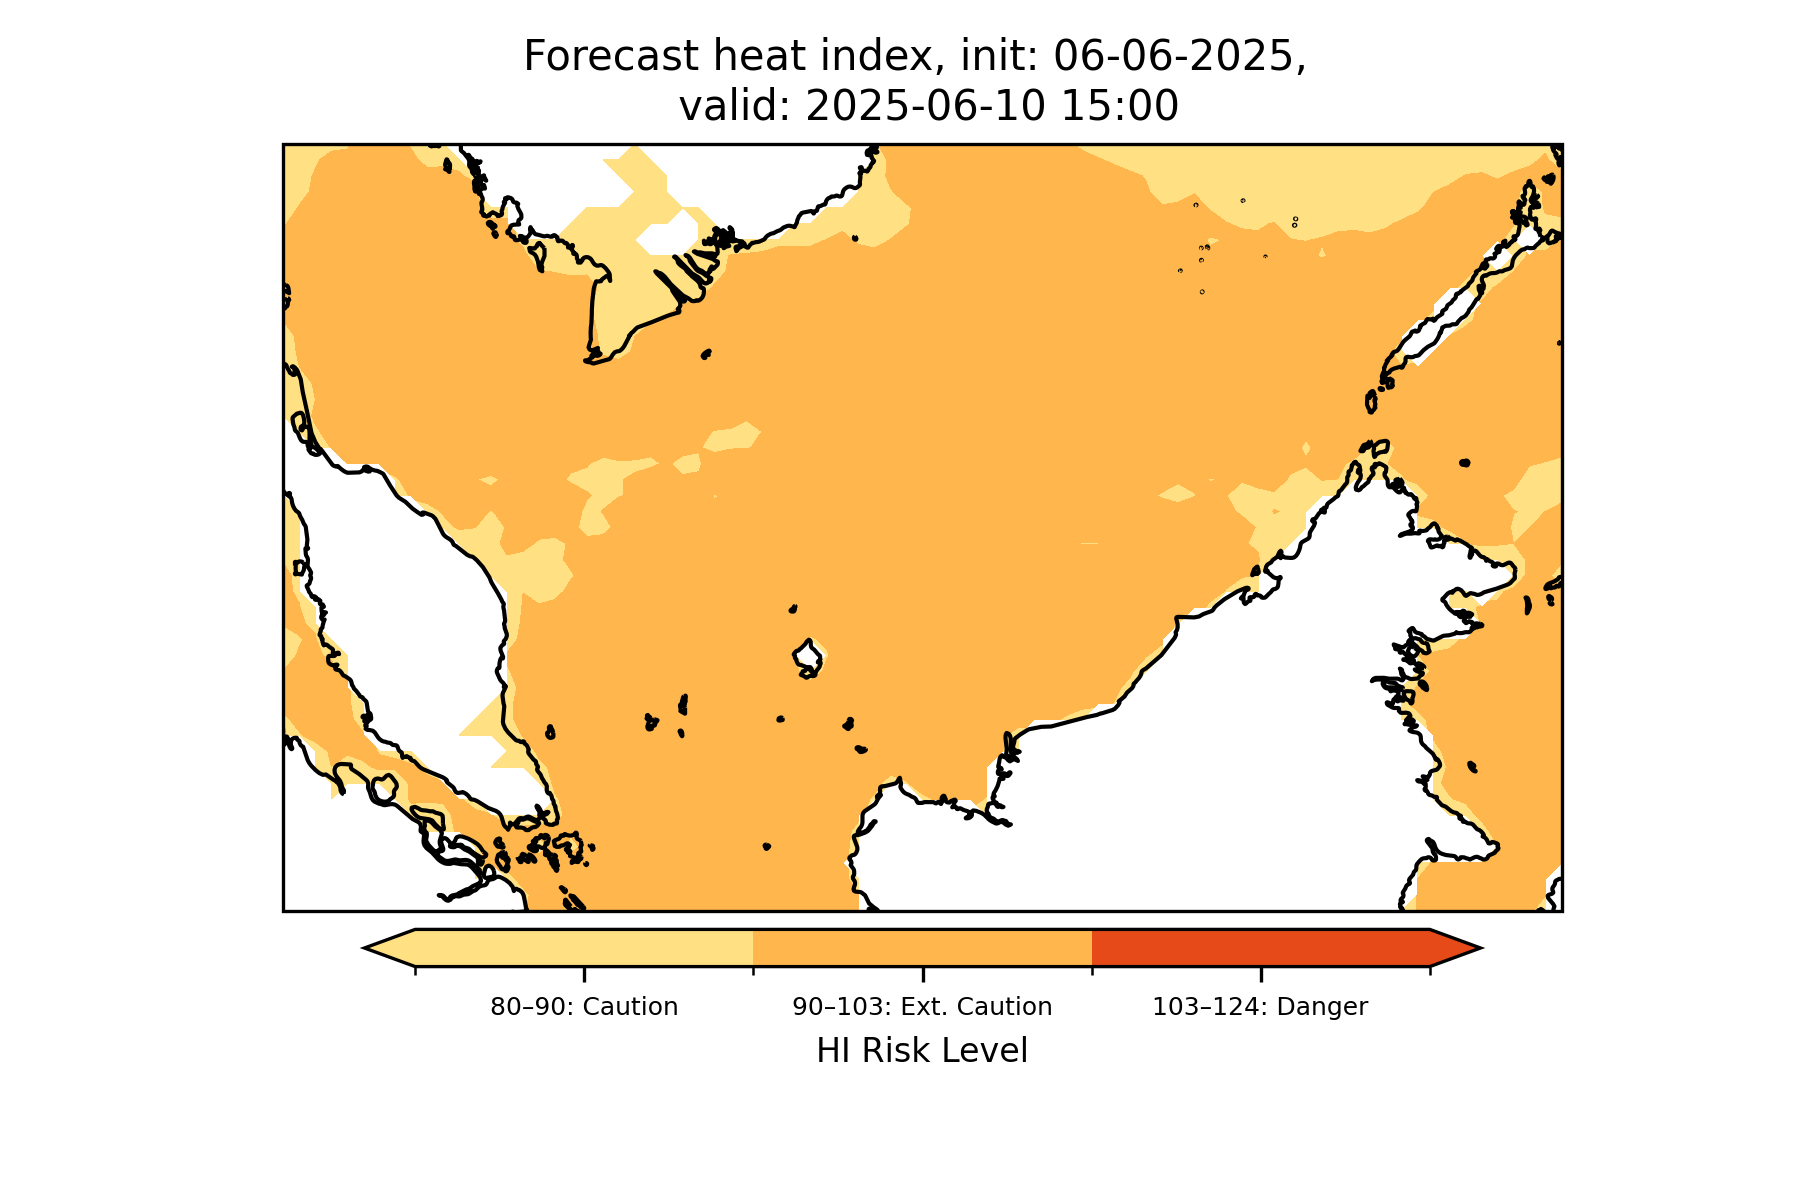 Forecast heat index, init: 06-06-2025,
valid: 2025-06-10 15:00
80–90: Caution
90–103: Ext. Caution
103–124: Danger
HI Risk Level